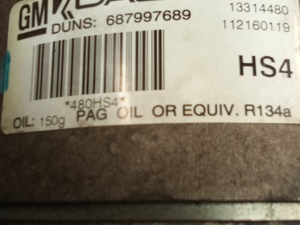 GM
13314480
DUNS: 687997689
112160119
HS4
*480HS4*
OIL: 150g PAG OIL OR EQUIV. R134a